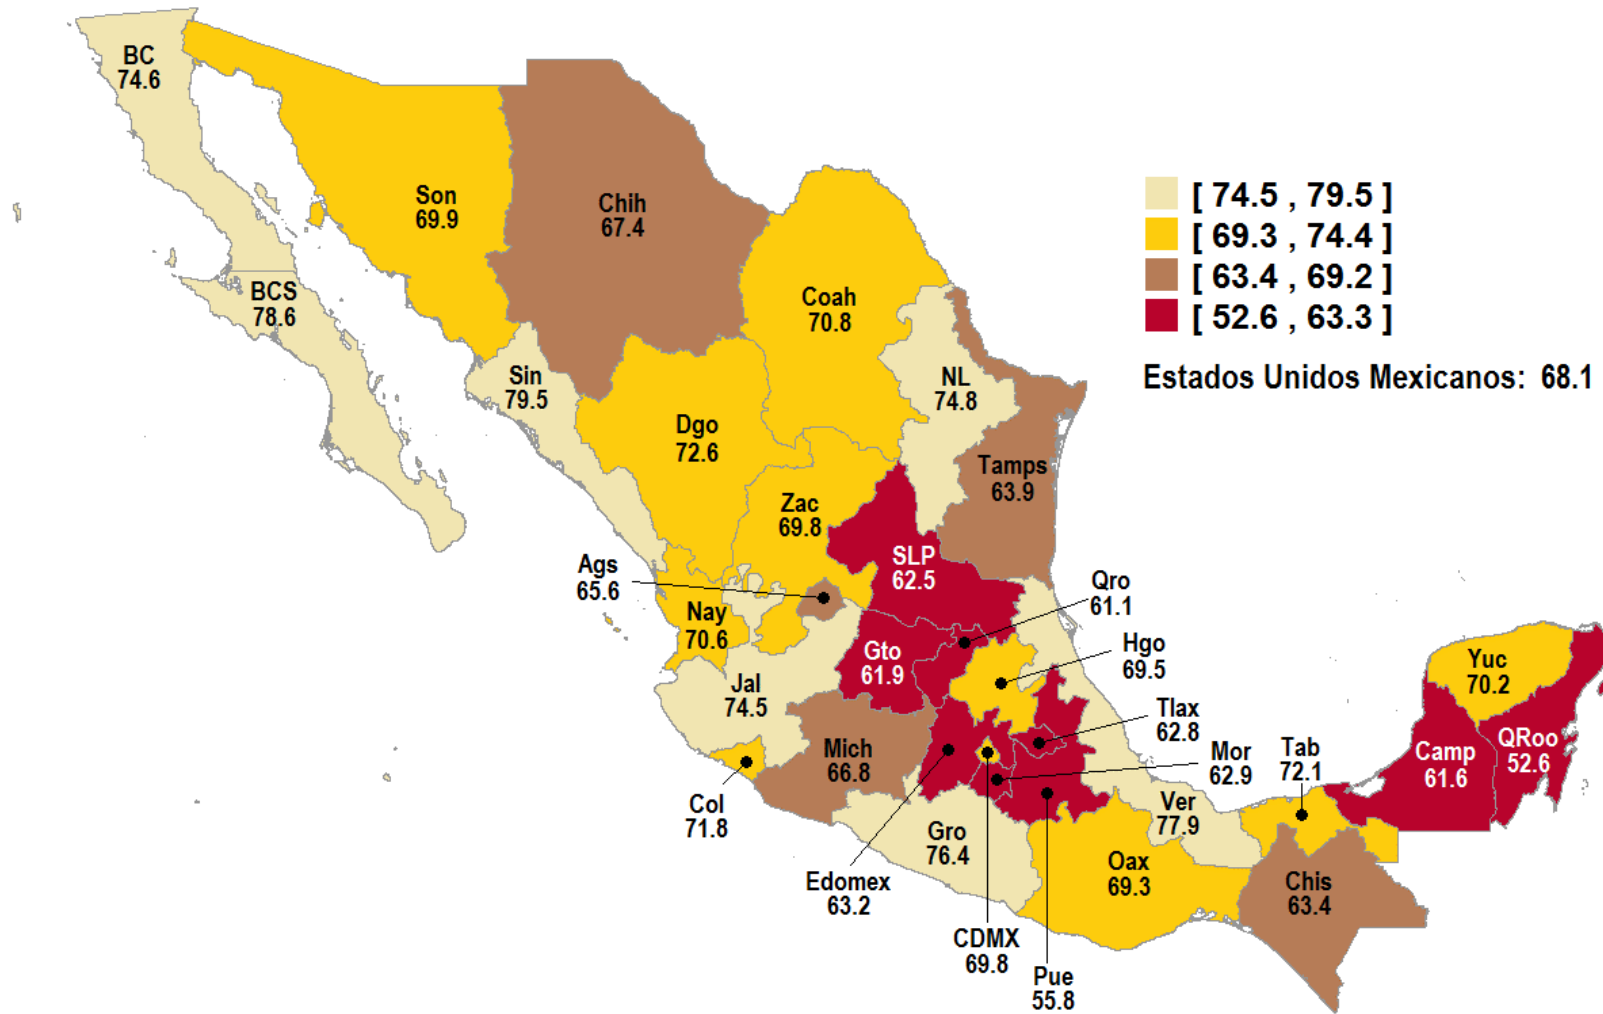 BC
74.6
Son
69.9
Chih
67.4
[ 74.5 , 79.5 ]
[ 69.3 , 74.4 ]
[ 63.4 , 69.2 ]
[ 52.6 , 63.3 ]
Estados Unidos Mexicanos: 68.1
BCS
78.6
Coah
70.8
Sin
79.5
NL
74.8
Dgo
72.6
Tamps
63.9
Zac
69.8
SLP
62.5
Ags
65.6
Qro
61.1
Nay
70.6
Gto
61.9
Hgo
69.5
Yuc
70.2
Jal
74.5
Tlax
62.8
Mich
66.8
Mor
62.9
Tab
72.1
Camp
61.6
QRoo
52.6
Col
71.8
Ver
77.9
Gro
76.4
Oax
69.3
Edomex
63.2
Chis
63.4
CDMX
69.8
Pue
55.8